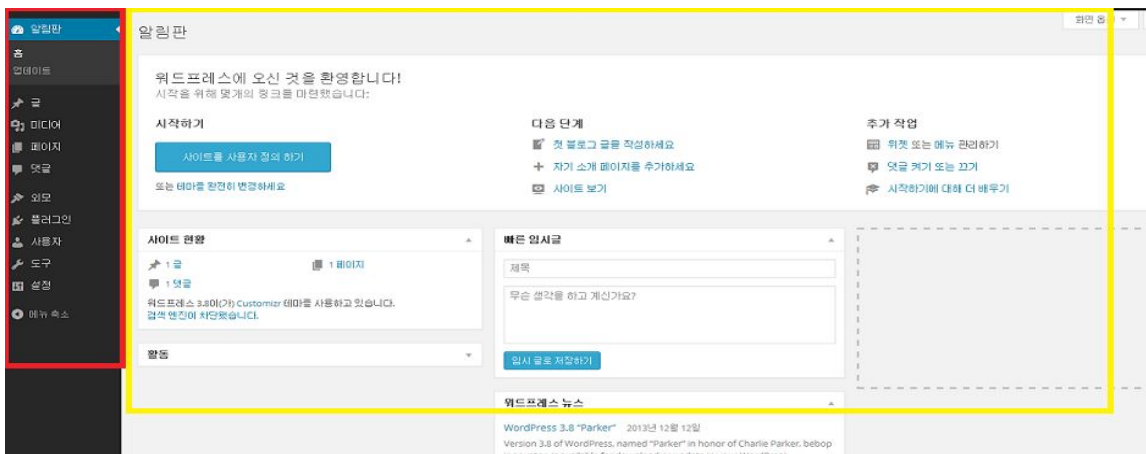 알림판
홈
업데이트
글
미디어
페이지
댓글
외모
플러그인
사용자
도구
설정
메뉴 축소
알림판
화면
워드프레스에 오신 것을 환영합니다!
시작을 위해 몇개의 링크를 마련했습니다:
시작하기
사이트를 사용자 정의 하기
또는 테마를 완전히 변경하세요
다음 단계
첫 블로그 글을 작성하세요
자기 소개 페이지를 추가하세요
사이트 보기
추가 작업
위젯 또는 메뉴 관리하기
댓글 켜기 또는 끄기
시작하기에 대해 더 배우기
사이트 현황
1 글
1 페이지
1 댓글
워드프레스 3.8이(가) Customizr 테마를 사용하고 있습니다.
검색 엔진이 차단됐습니다.
활동
빠른 임시글
제목
무슨 생각을 하고 계신가요?
임시 글로 저장하기
워드프레스 뉴스
WordPress 3.8 "Parker" 2013년 12월 12일
Version 3.8 of WordPress, named "Parker" in honor of Charlie Parker, bebop